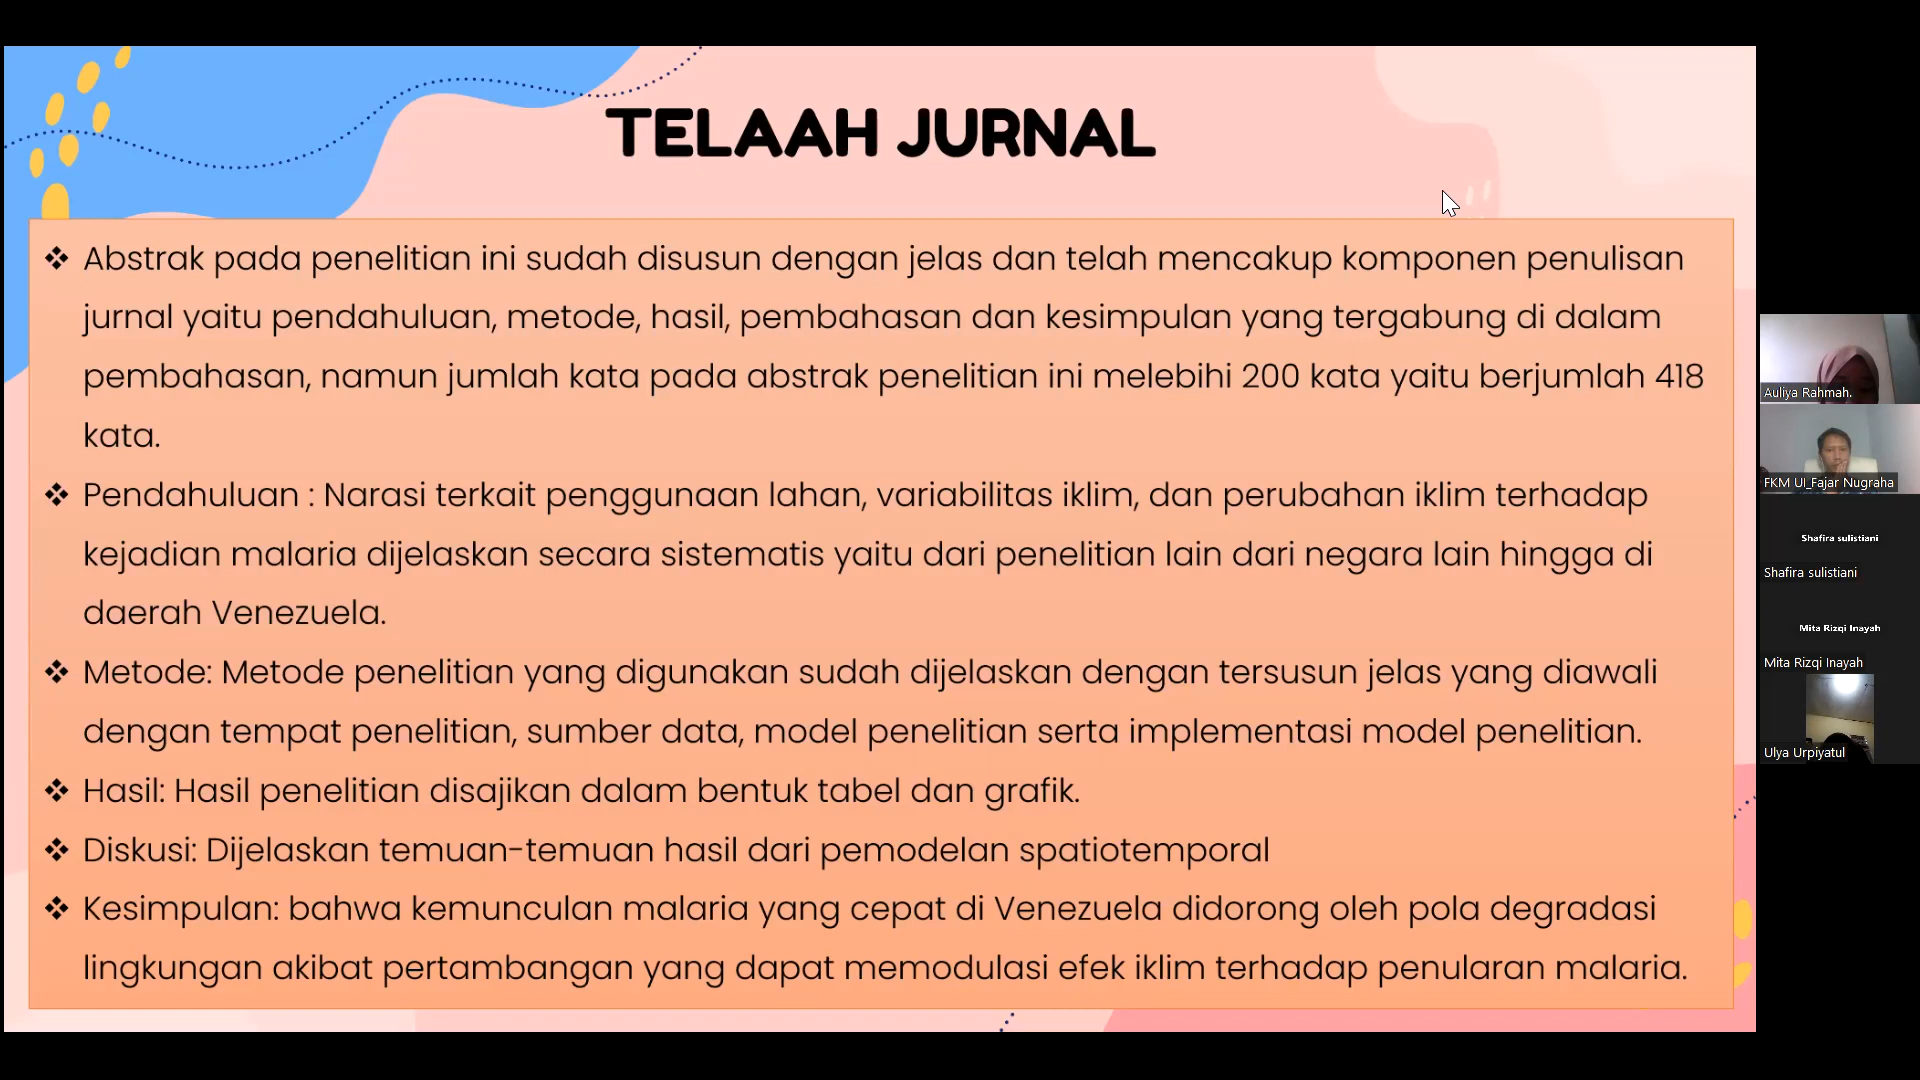 TELAAH JURNAL
❖ Abstrak pada penelitian ini sudah disusun dengan jelas dan telah mencakup komponen penulisan
jurnal yaitu pendahuluan, metode, hasil, pembahasan dan kesimpulan yang tergabung di dalam
pembahasan, namun jumlah kata pada abstrak penelitian ini melebihi 200 kata yaitu berjumlah 418
kata.
❖ Pendahuluan : Narasi terkait penggunaan lahan, variabilitas iklim, dan perubahan iklim terhadap
kejadian malaria dijelaskan secara sistematis yaitu dari penelitian lain dari negara lain hingga di
daerah Venezuela.
❖ Metode: Metode penelitian yang digunakan sudah dijelaskan dengan tersusun jelas yang diawali
dengan tempat penelitian, sumber data, model penelitian serta implementasi model penelitian.
❖ Hasil: Hasil penelitian disajikan dalam bentuk tabel dan grafik.
❖ Diskusi: Dijelaskan temuan-temuan hasil dari pemodelan spatiotemporal
❖ Kesimpulan: bahwa kemunculan malaria yang cepat di Venezuela didorong oleh pola degradasi
lingkungan akibat pertambangan yang dapat memodulasi efek iklim terhadap penularan malaria.
Auliya Rahmah.
FKM UI_Fajar Nugraha
Shafira sulistiani
Shafira sulistiani
Mita Rizqi Inayah
Mita Rizqi Inayah
Ulya Urpiyatul